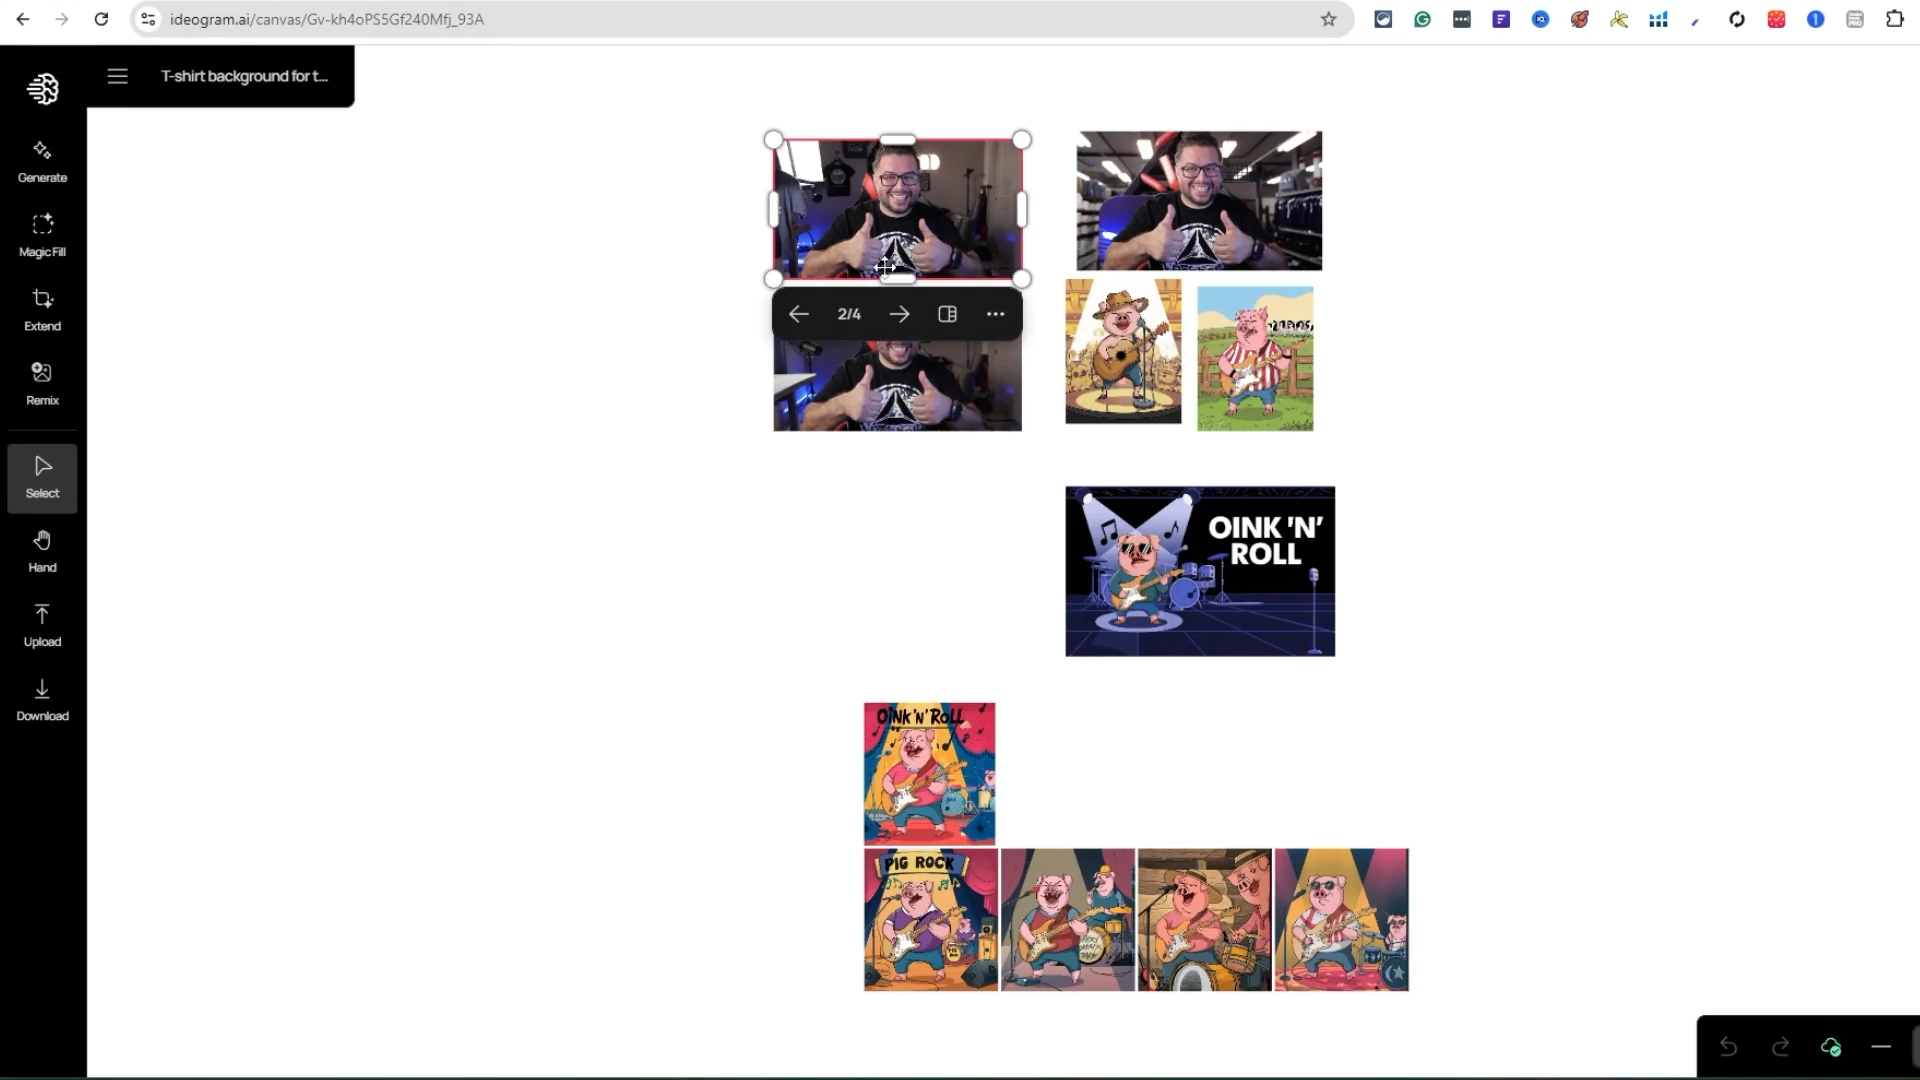 ideogram.ai/canvas/Gv-kh4oPS5Gf240Mfj_93A
T-shirt background for t...
Generate
Magic Fill
Extend
Remix
Select
Hand
Upload
Download
2/4
OINK 'N'
ROLL
OINK 'N' ROLL
PIG ROCK